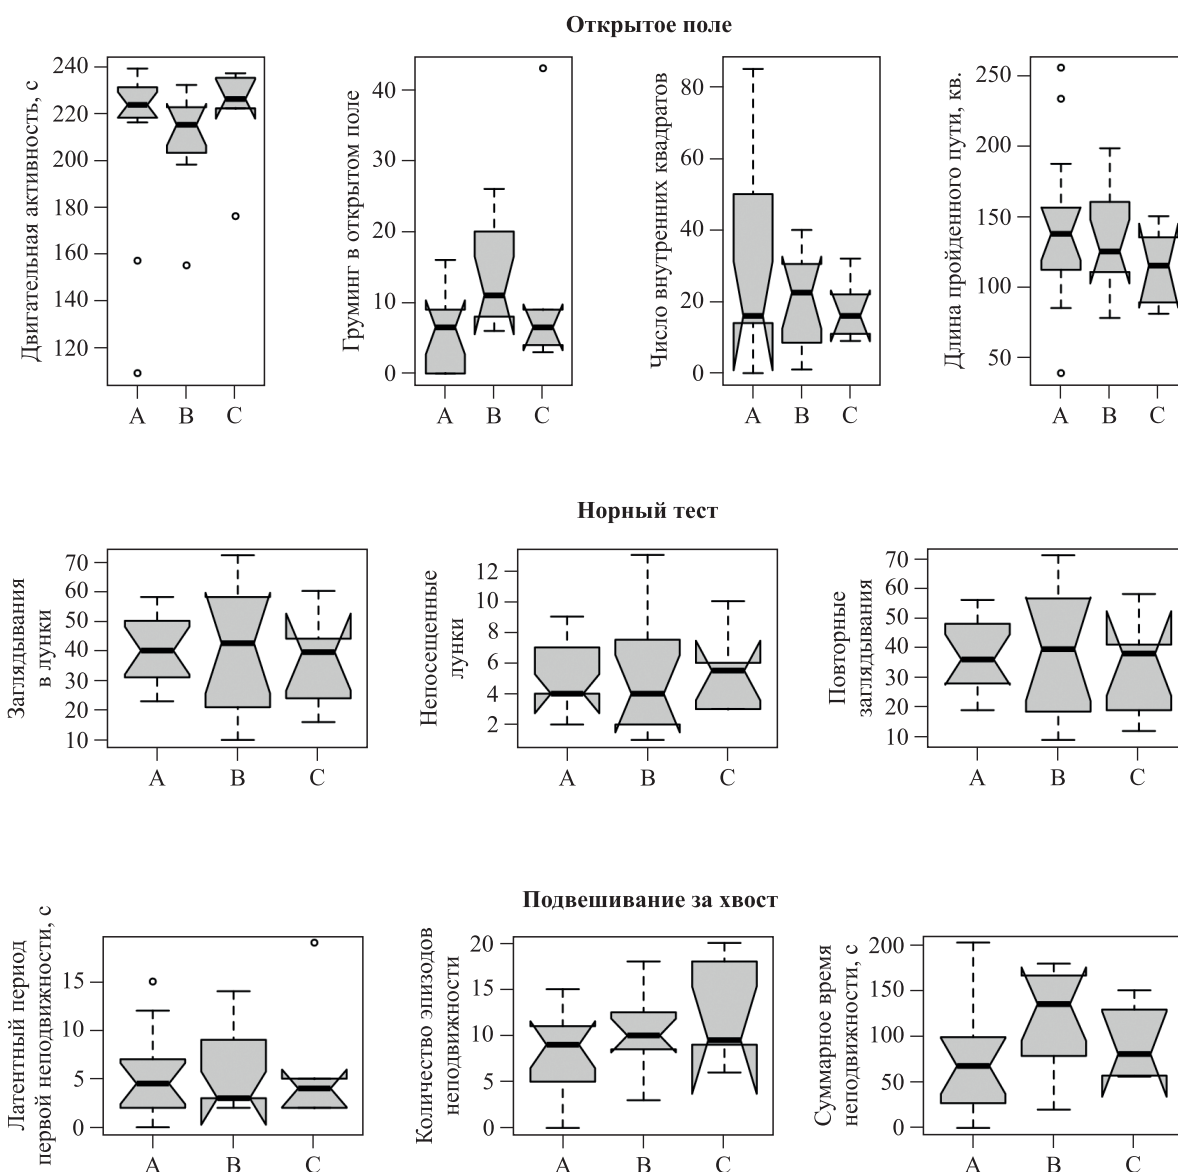 Открытое поле
Двигательная активность, с
240
220
200
180
160
140
120
A B C
Груминг в открытом поле
40
30
20
10
0
A B C
Число внутренних квадратов
80
60
40
20
0
A B C
Длина пройденного пути, кв.
250
200
150
100
50
A B C
Норный тест
Заглядывания
в лунки
70
60
50
40
30
20
10
A B C
Непосещенные
лунки
12
10
8
6
4
2
A B C
Повторные
заглядывания
70
60
50
40
30
20
10
A B C
Подвешивание за хвост
Латентный период
первой неподвижности, с
15
10
5
0
A B C
Количество эпизодов
неподвижности
20
15
10
5
0
A B C
Суммарное время
неподвижности, с
200
150
100
50
0
A B C